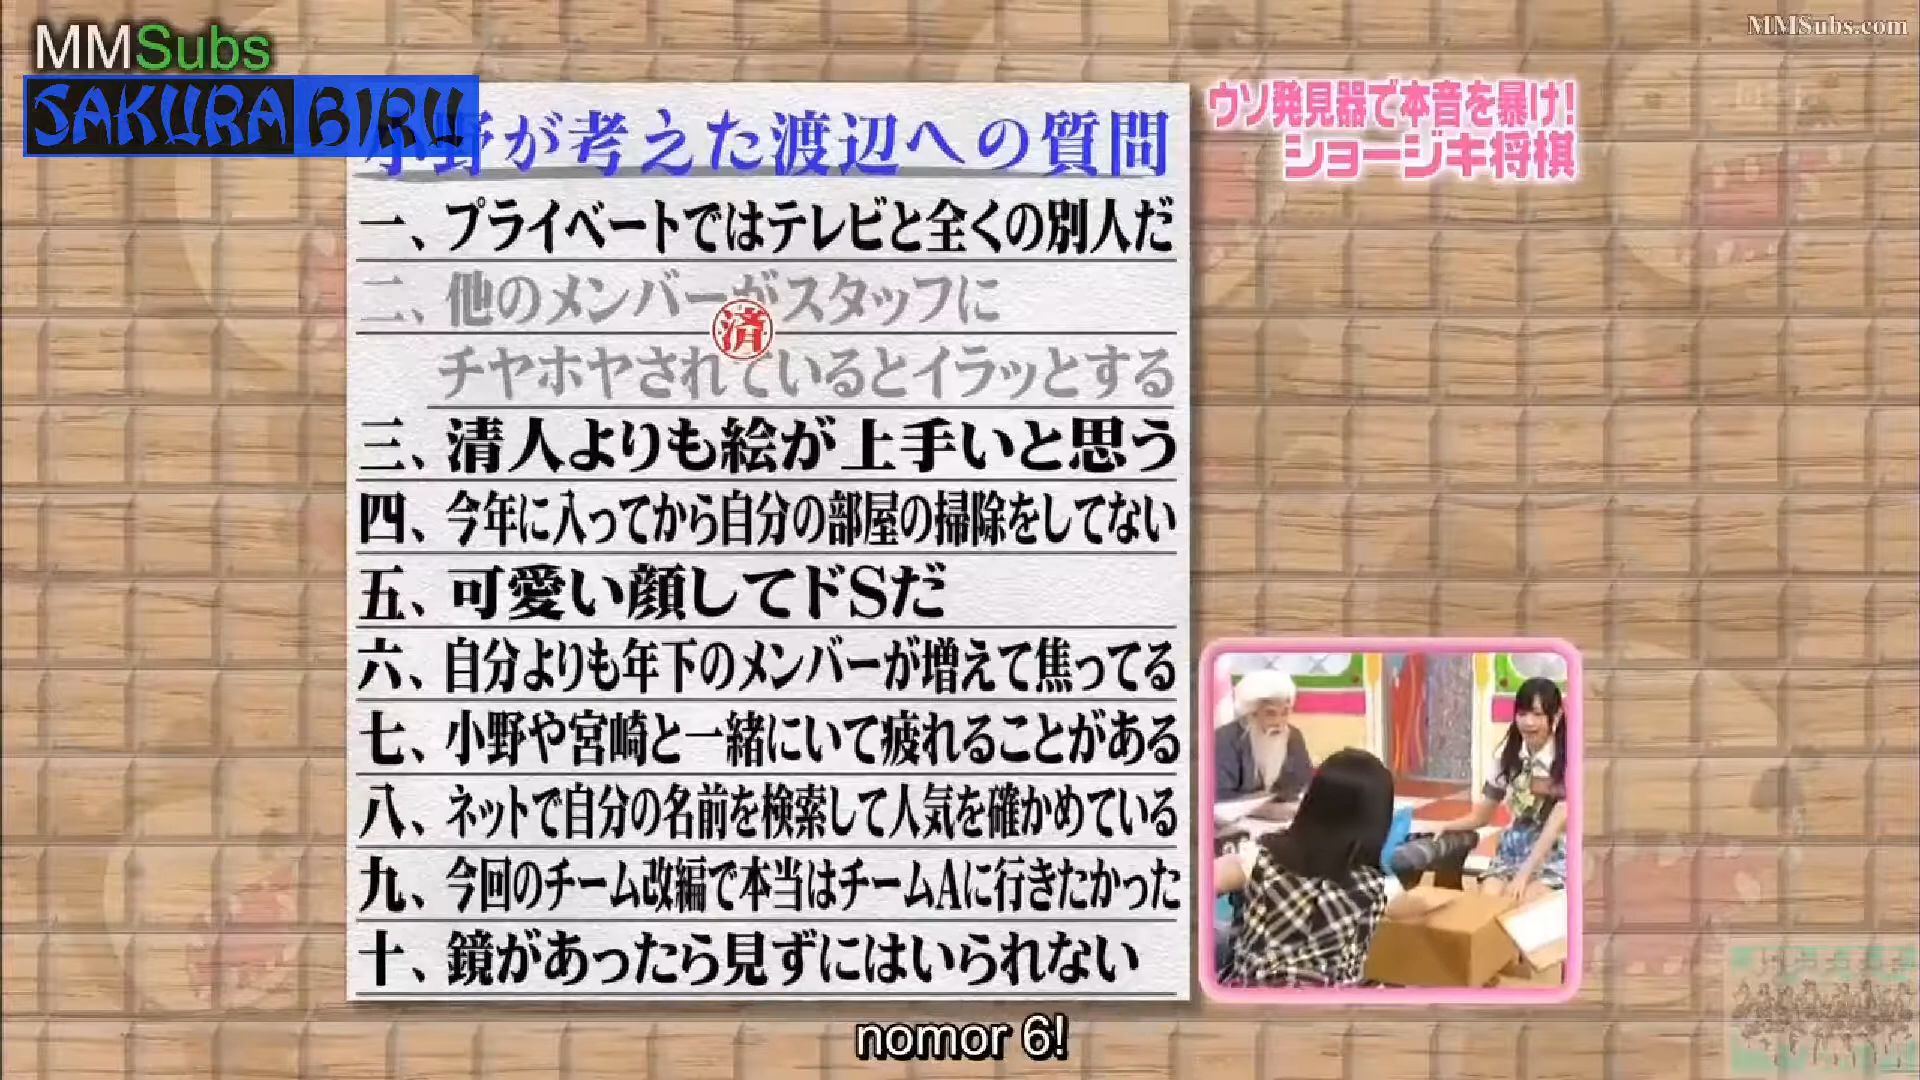 MMSubs
MMSubs.com
SAKURA BIRU
小野が考えた渡辺への質問
ウソ発見器で本音を暴け!
ショージキ将棋
一、プライベートではテレビと全くの別人だ
二、他のメンバーがスタッフに
済
チヤホヤされているとイラッとする
三、清人よりも絵が上手いと思う
四、今年に入ってから自分の部屋の掃除をしてない
五、可愛い顔してドSだ
六、自分よりも年下のメンバーが増えて焦ってる
七、小野や宮崎と一緒にいて疲れることがある
八、ネットで自分の名前を検索して人気を確かめている
九、今回のチーム改編で本当はチームAに行きたかった
十、鏡があったら見ずにはいられない
nomor 6!